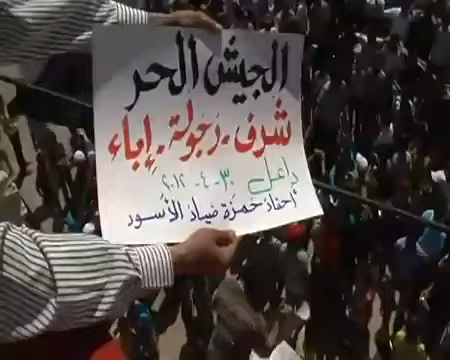 الجيش الحر
شرف - رجولة - إباء
داعل ٣٠-٤-٢٠١٢
أحفاد حمزة صياد الأسود